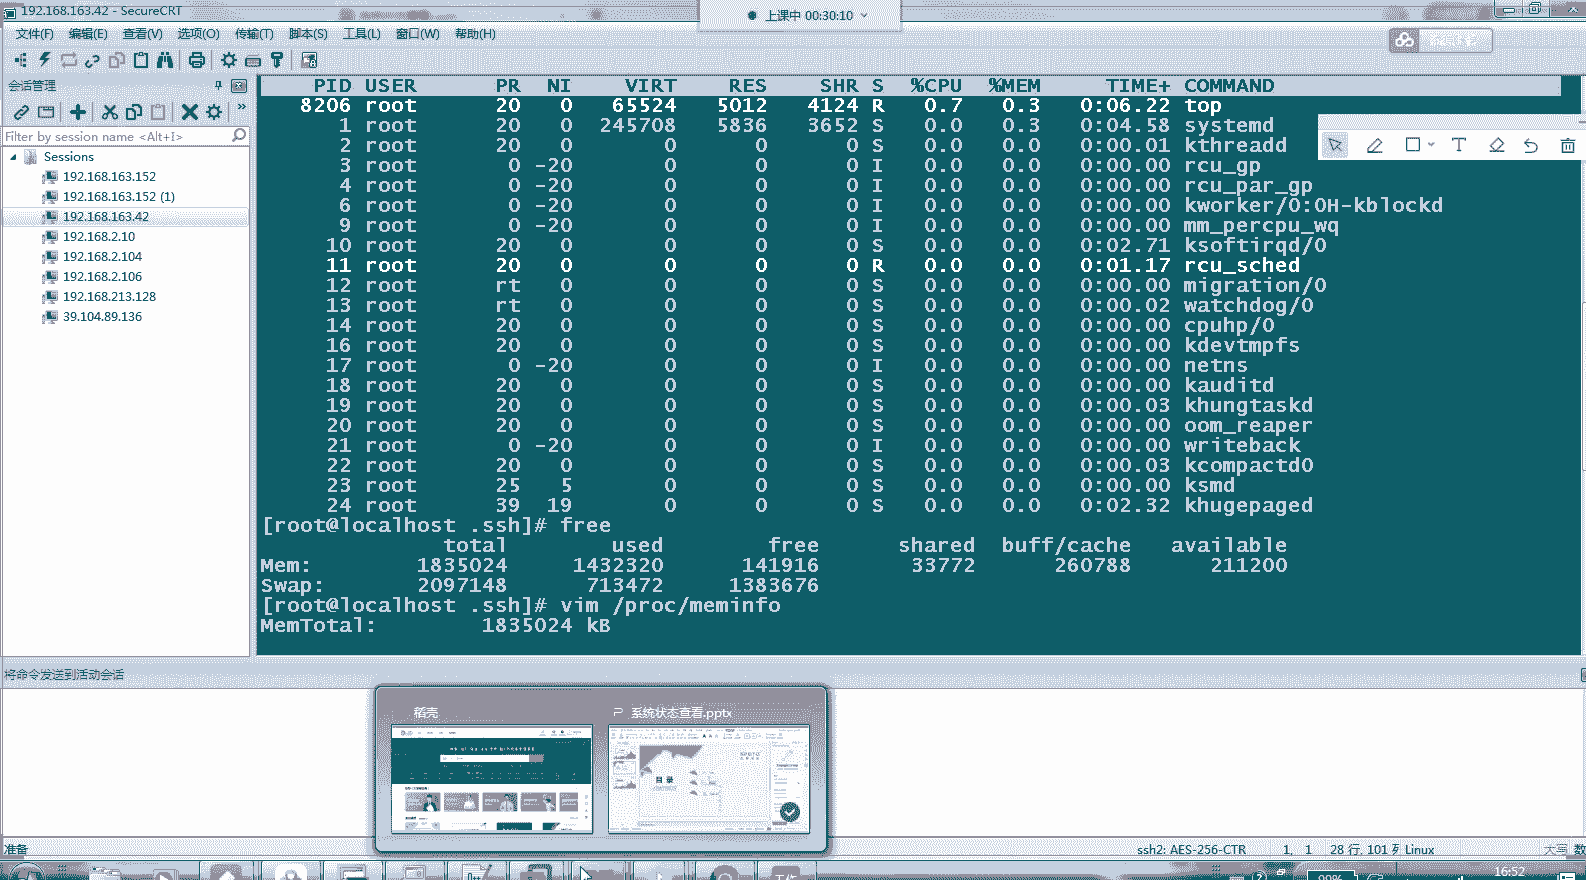 192.168.163.42 - SecureCRT
上课中 00:30:10
文件(F) 编辑(E) 查看(V) 选项(O) 传输(T) 脚本(S) 工具(L) 窗口(W) 帮助(H)
会话管理
Filter by session name <Alt+I>
Sessions
192.168.163.152
192.168.163.152 (1)
192.168.163.42
192.168.2.10
192.168.2.104
192.168.2.106
192.168.213.128
39.104.89.136
PID USER PR NI VIRT RES SHR S %CPU %MEM TIME+ COMMAND
8206 root 20 0 65524 5012 4124 R 0.7 0.3 0:06.22 top
1 root 20 0 245708 5836 3652 S 0.0 0.3 0:04.58 systemd
2 root 20 0 0 0 0 S 0.0 0.0 0:00.01 kthreadd
3 root 0 -20 0 0 0 I 0.0 0.0 0:00.00 rcu_gp
4 root 0 -20 0 0 0 I 0.0 0.0 0:00.00 rcu_par_gp
6 root 0 -20 0 0 0 I 0.0 0.0 0:00.00 kworker/0:0H-kblockd
9 root 0 -20 0 0 0 I 0.0 0.0 0:00.00 mm_percpu_wq
10 root 20 0 0 0 0 S 0.0 0.0 0:02.71 ksoftirqd/0
11 root 20 0 0 0 0 R 0.0 0.0 0:01.17 rcu_sched
12 root rt 0 0 0 0 S 0.0 0.0 0:00.00 migration/0
13 root rt 0 0 0 0 S 0.0 0.0 0:00.02 watchdog/0
14 root 20 0 0 0 0 S 0.0 0.0 0:00.00 cpuhp/0
16 root 20 0 0 0 0 S 0.0 0.0 0:00.00 kdevtmpfs
17 root 0 -20 0 0 0 I 0.0 0.0 0:00.00 netns
18 root 20 0 0 0 0 S 0.0 0.0 0:00.00 kauditd
19 root 20 0 0 0 0 S 0.0 0.0 0:00.03 khungtaskd
20 root 20 0 0 0 0 S 0.0 0.0 0:00.00 oom_reaper
21 root 0 -20 0 0 0 I 0.0 0.0 0:00.00 writeback
22 root 20 0 0 0 0 S 0.0 0.0 0:00.03 kcompactd0
23 root 25 5 0 0 0 S 0.0 0.0 0:00.00 ksmd
24 root 39 19 0 0 0 S 0.0 0.0 0:02.32 khugepaged
[root@localhost .ssh]# free
total used free shared buff/cache available
Mem: 1835024 1432320 141916 33772 260788 211200
Swap: 2097148 713472 1383676
[root@localhost .ssh]# vim /proc/meminfo
MemTotal: 1835024 kB
将命令发送到活动会话
稻壳
系统状态查看.pptx
目录
准备
ssh2: AES-256-CTR 1, 1 28 行, 101 列 Linux 大写 数
99%
16:52